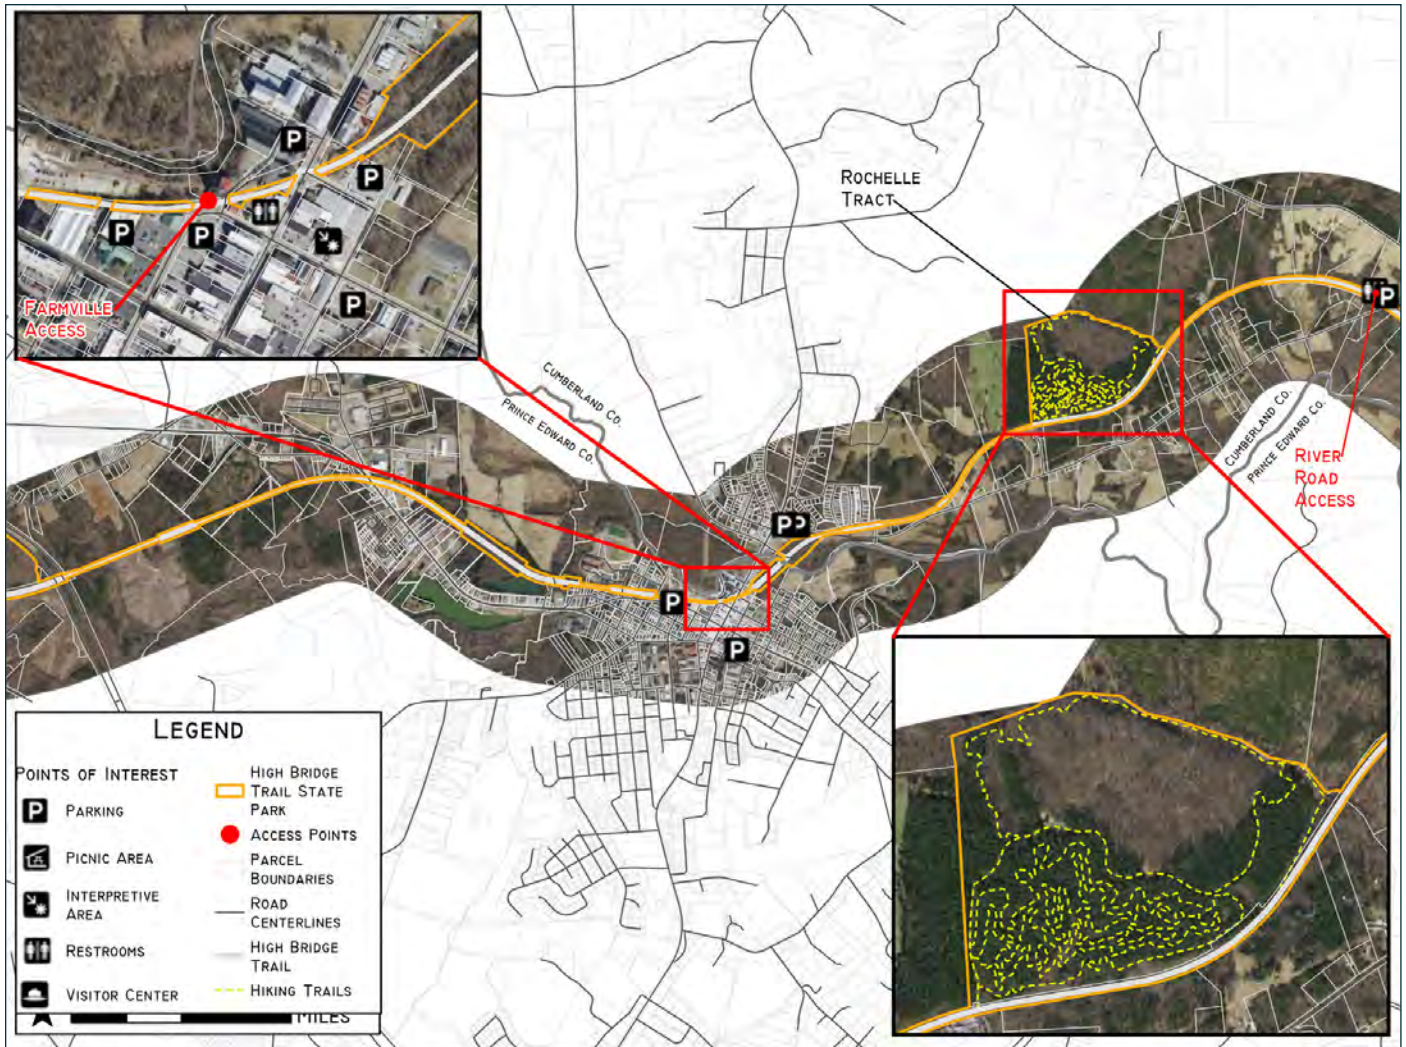 P
P
P
P
P
Farmville
Access
Rochelle
Tract
P
Cumberland Co.
Prince Edward Co.
Cumberland Co.
Prince Edward Co.
River
Road
Access
P
P
P
P
Legend
Points of Interest
P Parking
Picnic Area
Interpretive
Area
Restrooms
Visitor Center
High Bridge
Trail State
Park
Access Points
Parcel
Boundaries
Road
Centerlines
High Bridge
Trail
Hiking Trails
Miles